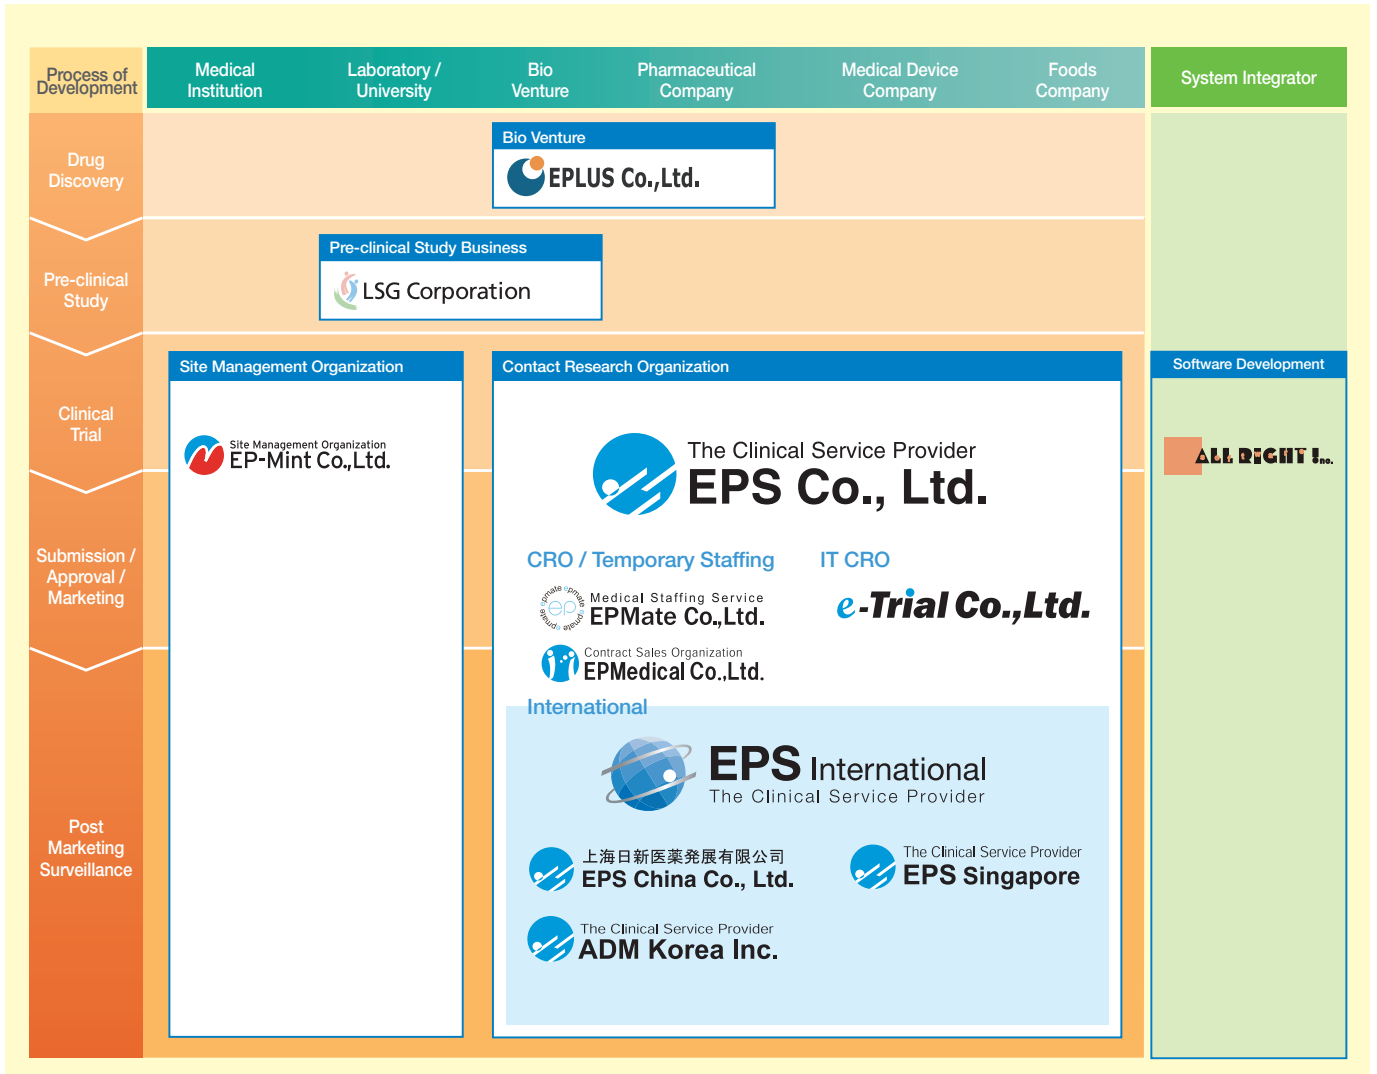 Process of
Development
Medical
Institution
Laboratory /
University
Bio
Venture
Pharmaceutical
Company
Medical Device
Company
Foods
Company
System Integrator
Drug
Discovery
Bio Venture
EPLUS Co.,Ltd.
Pre-clinical
Study
Pre-clinical Study Business
LSG Corporation
Clinical
Trial
Site Management Organization
Site Management Organization
EP-Mint Co.,Ltd.
Contact Research Organization
The Clinical Service Provider
EPS Co., Ltd.
Software Development
ALL RIGHT Inc.
Submission /
Approval /
Marketing
CRO / Temporary Staffing
epmate epmate epmate epmate
ep
Medical Staffing Service
EPMate Co.,Ltd.
Contract Sales Organization
EPMedical Co.,Ltd.
IT CRO
e-Trial Co.,Ltd.
Post
Marketing
Surveillance
International
EPS International
The Clinical Service Provider
上海日新医薬発展有限公司
EPS China Co., Ltd.
The Clinical Service Provider
EPS Singapore
The Clinical Service Provider
ADM Korea Inc.